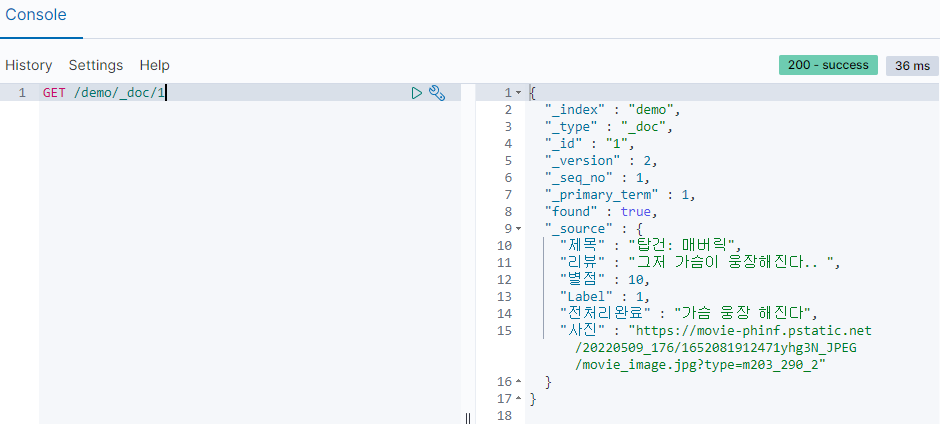 Console
History Settings Help
200 - success 36 ms
1 GET /demo/_doc/1
1 {
2 "_index" : "demo",
3 "_type" : "_doc",
4 "_id" : "1",
5 "_version" : 2,
6 "_seq_no" : 1,
7 "_primary_term" : 1,
8 "found" : true,
9 "_source" : {
10 "제목" : "탑건: 매버릭",
11 "리뷰" : "그저 가슴이 웅장해진다.. ",
12 "별점" : 10,
13 "Label" : 1,
14 "전처리완료" : "가슴 웅장 해진다",
15 "사진" : "https://movie-phinf.pstatic.net
/20220509_176/1652081912471yhg3N_JPEG
/movie_image.jpg?type=m203_290_2"
16 }
17 }
18